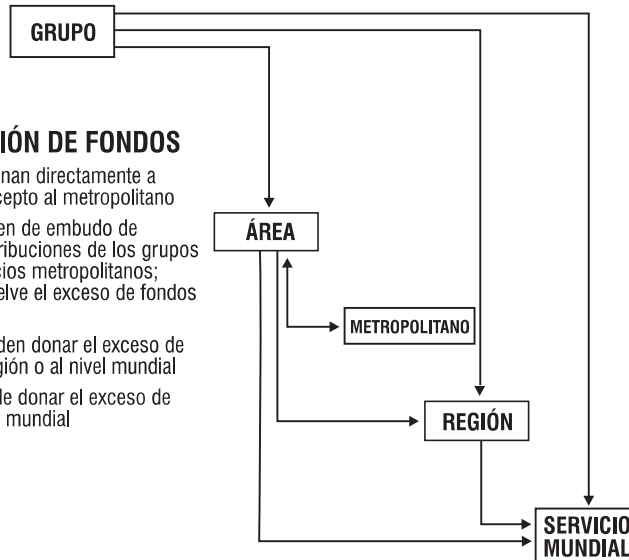 GRUPO
IÓN DE FONDOS
nan directamente a
cepto al metropolitano
en de embudo de
ribuciones de los grupos
cios metropolitanos;
elve el exceso de fondos
den donar el exceso de
gión o al nivel mundial
de donar el exceso de
l mundial
ÁREA
METROPOLITANO
REGIÓN
SERVICIO
MUNDIAL